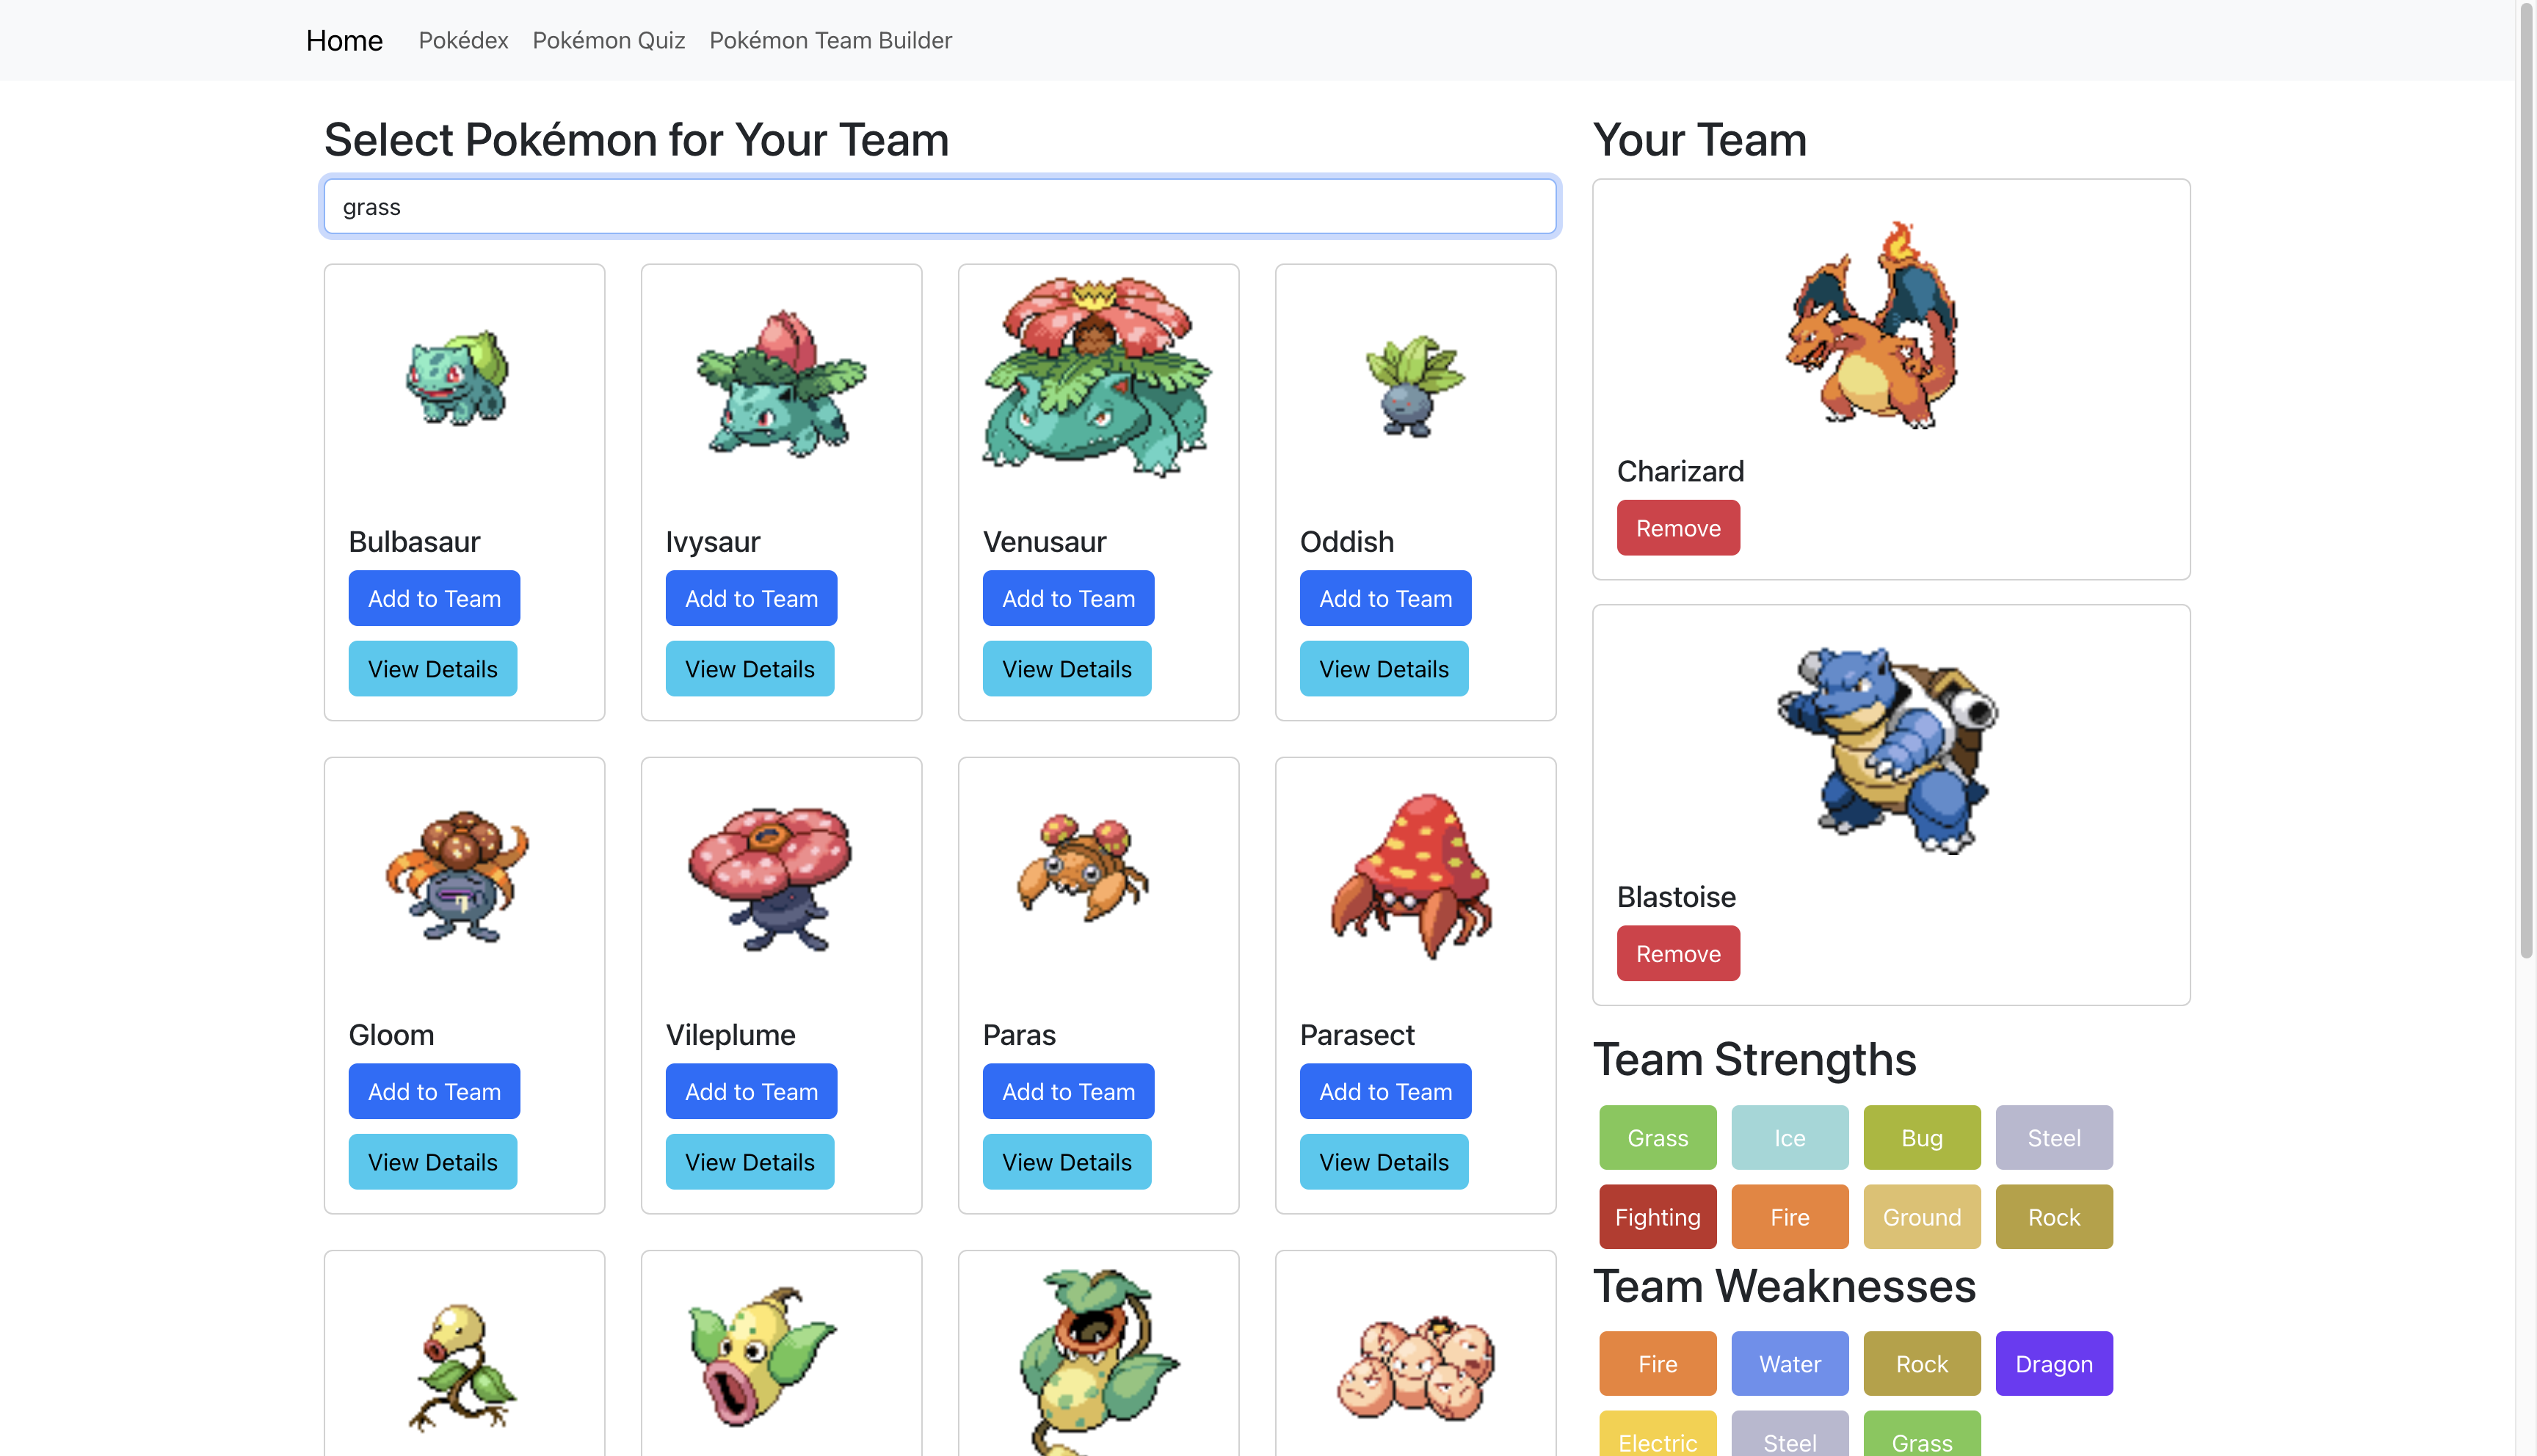 Home Pokédex Pokémon Quiz Pokémon Team Builder
Select Pokémon for Your Team
grass
Bulbasaur Ivysaur Venusaur Oddish
Add to Team Add to Team Add to Team Add to Team
View Details View Details View Details View Details
Gloom Vileplume Paras Parasect
Add to Team Add to Team Add to Team Add to Team
View Details View Details View Details View Details
Your Team
Charizard
Remove
Blastoise
Remove
Team Strengths
Grass Ice Bug Steel
Fighting Fire Ground Rock
Team Weaknesses
Fire Water Rock Dragon
Electric Steel Grass